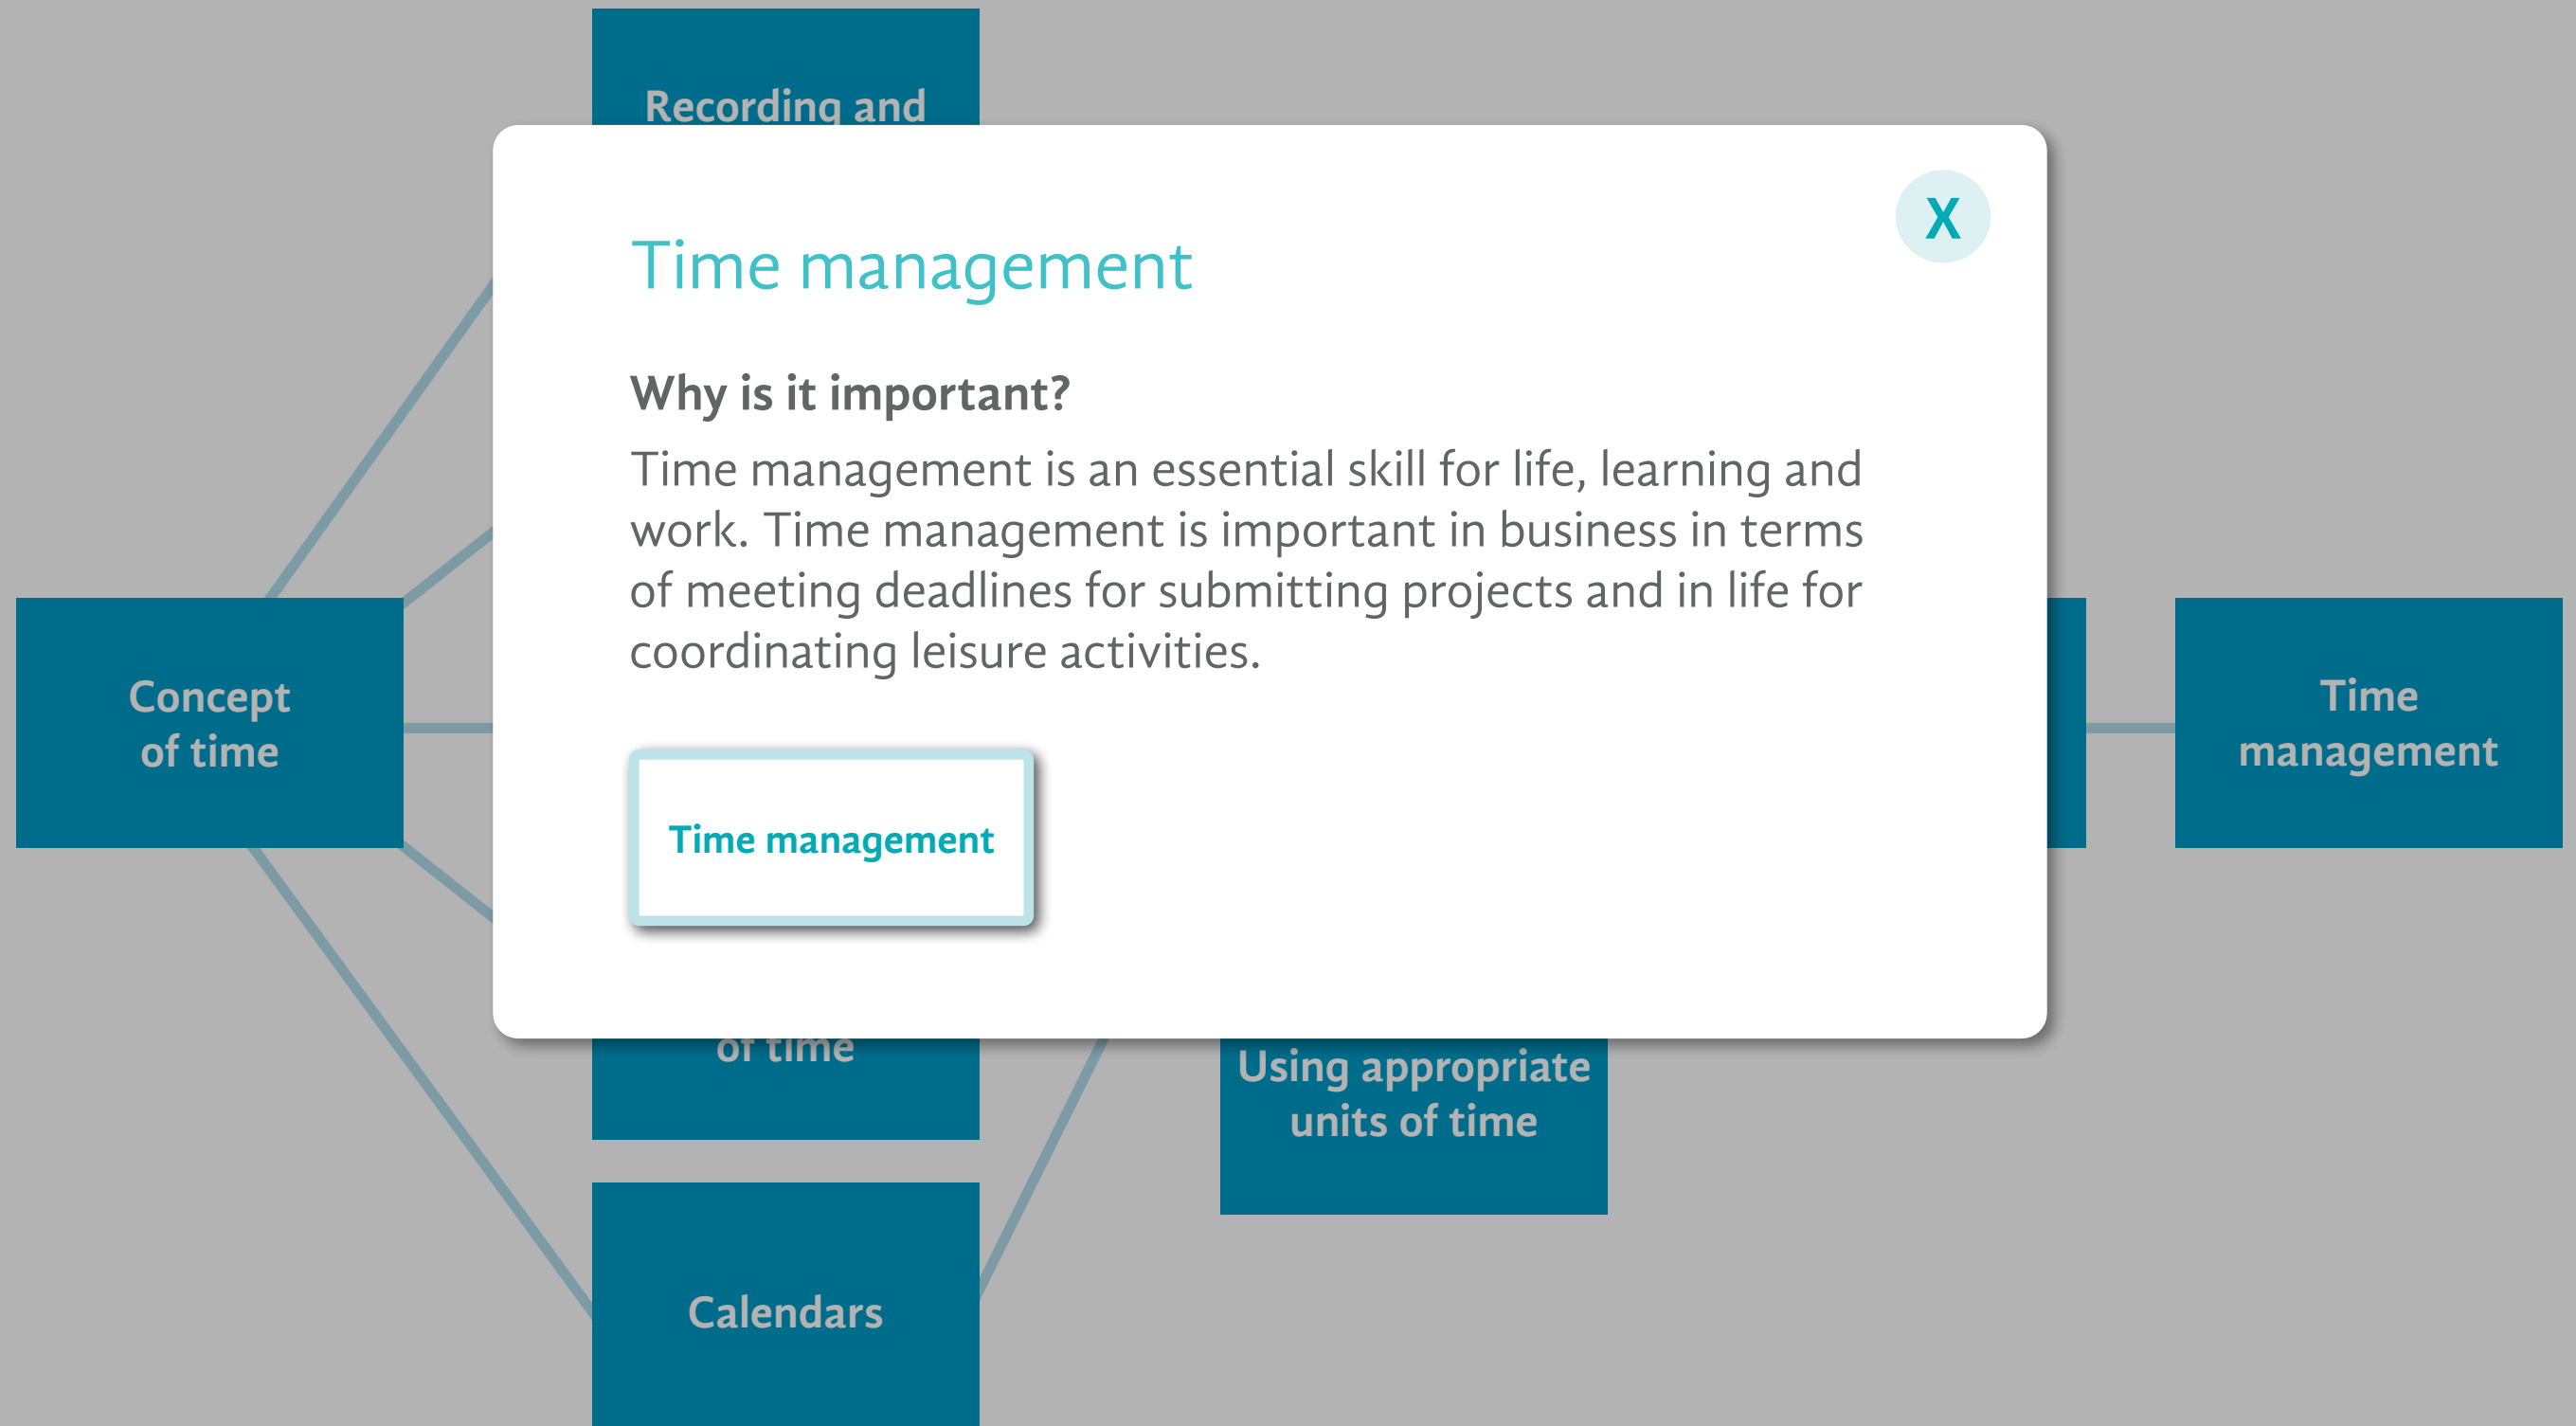 Recording and
X
Time management
Why is it important?
Time management is an essential skill for life, learning and
work. Time management is important in business in terms
of meeting deadlines for submitting projects and in life for
coordinating leisure activities.
Concept
of time
Time
management
Time management
of time
Using appropriate
units of time
Calendars